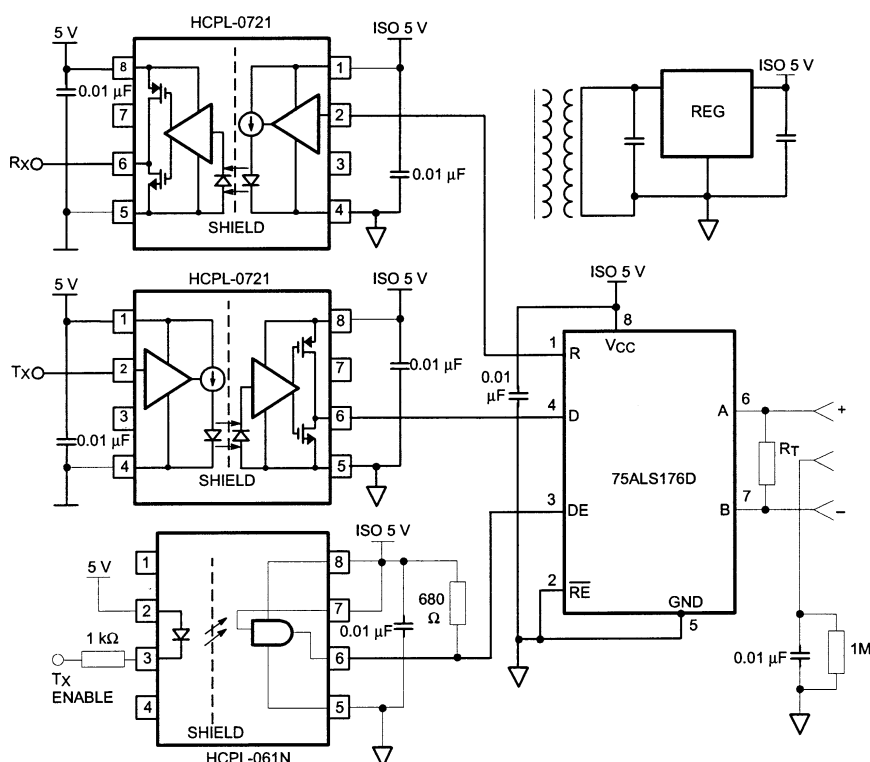 HCPL-0721
5 V
ISO 5 V
8
0.01 µF
7
RX
6
5
1
2
3
4
0.01 µF
SHIELD
ISO 5 V
REG
HCPL-0721
5 V
ISO 5 V
1
TX
2
3
0.01 µF
4
8
7
0.01 µF
6
5
SHIELD
ISO 5 V
8
VCC
0.01
µF
1
R
4
D
3
DE
2
RE
75ALS176D
A
6
B
7
GND
5
RT
+
–
0.01 µF
1M
1
5 V
2
1 kΩ
3
TX
ENABLE
4
ISO 5 V
8
7
0.01 µF
680
Ω
6
5
SHIELD
HCPL-061N